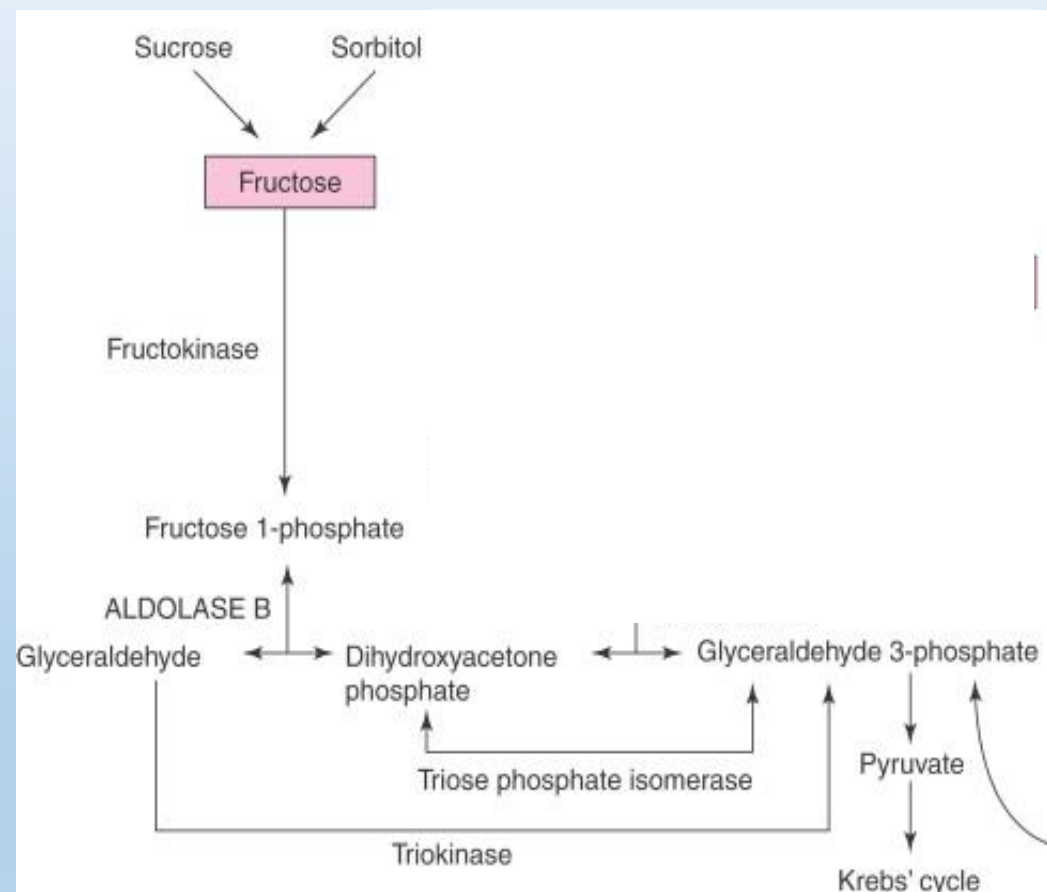 Sucrose Sorbitol
Fructose
Fructokinase
Fructose 1-phosphate
ALDOLASE B
Glyceraldehyde
Dihydroxyacetone
phosphate
Glyceraldehyde 3-phosphate
Triose phosphate isomerase
Pyruvate
Triokinase
Krebs' cycle